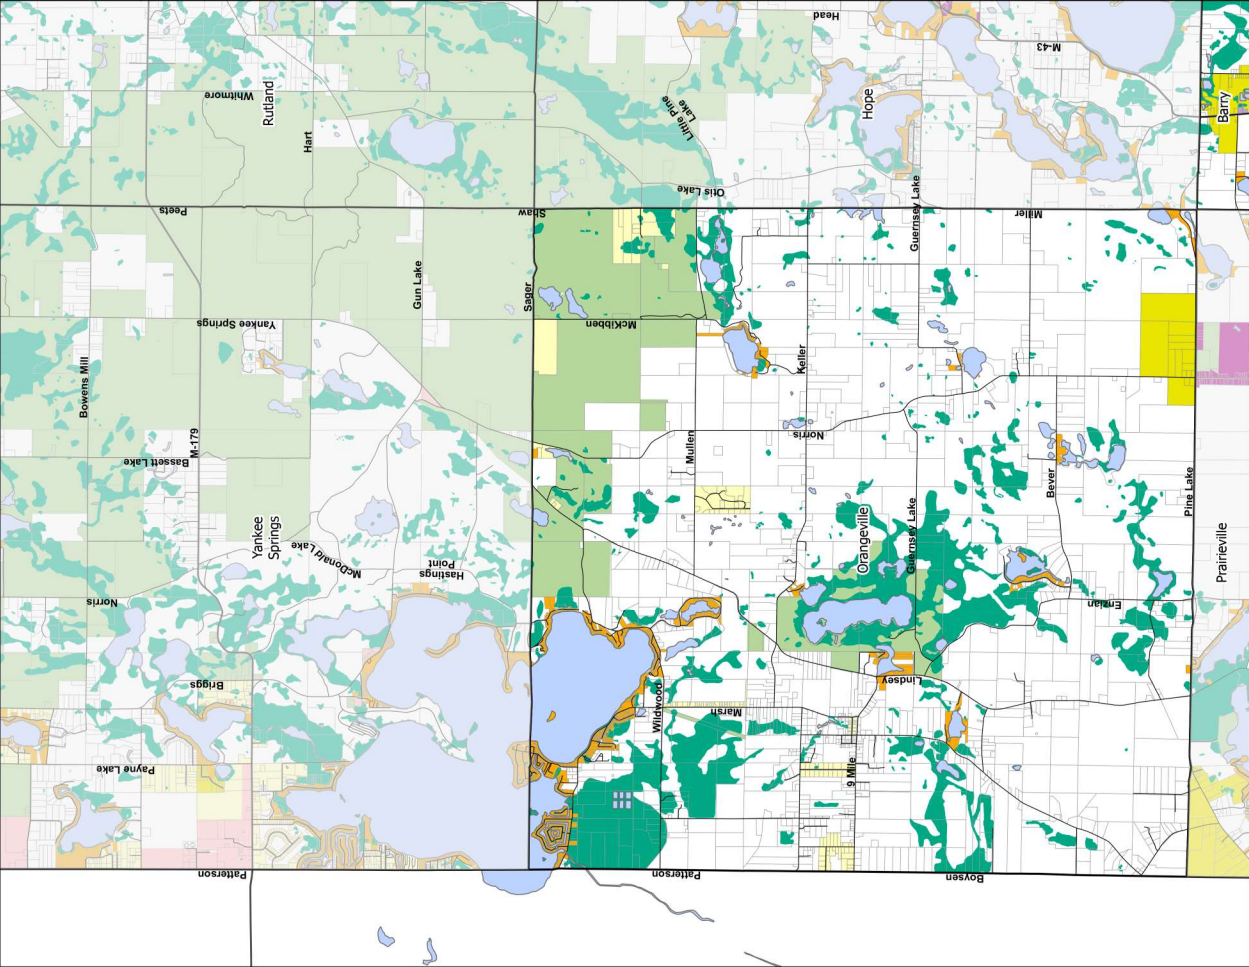 Head
M-43
Whitmore
Rutland
Hart
Little Pine
Lake
Hope
Barry
Otis Lake
Peets
Shaw
Guernsey Lake
Miller
Gun Lake
Sager
Yankee Springs
McKibben
Bowens Mill
Keller
M-179
Bassett Lake
Mullen
Norris
Bever
Pine Lake
Yankee
Springs
McDonald Lake
Hastings
Point
Orangeville
Guernsey Lake
Prairieville
Norris
Enzian
Briggs
Wildwood
Lindsey
Marsh
Payne Lake
9 Mile
Patterson
Patterson
Boysen